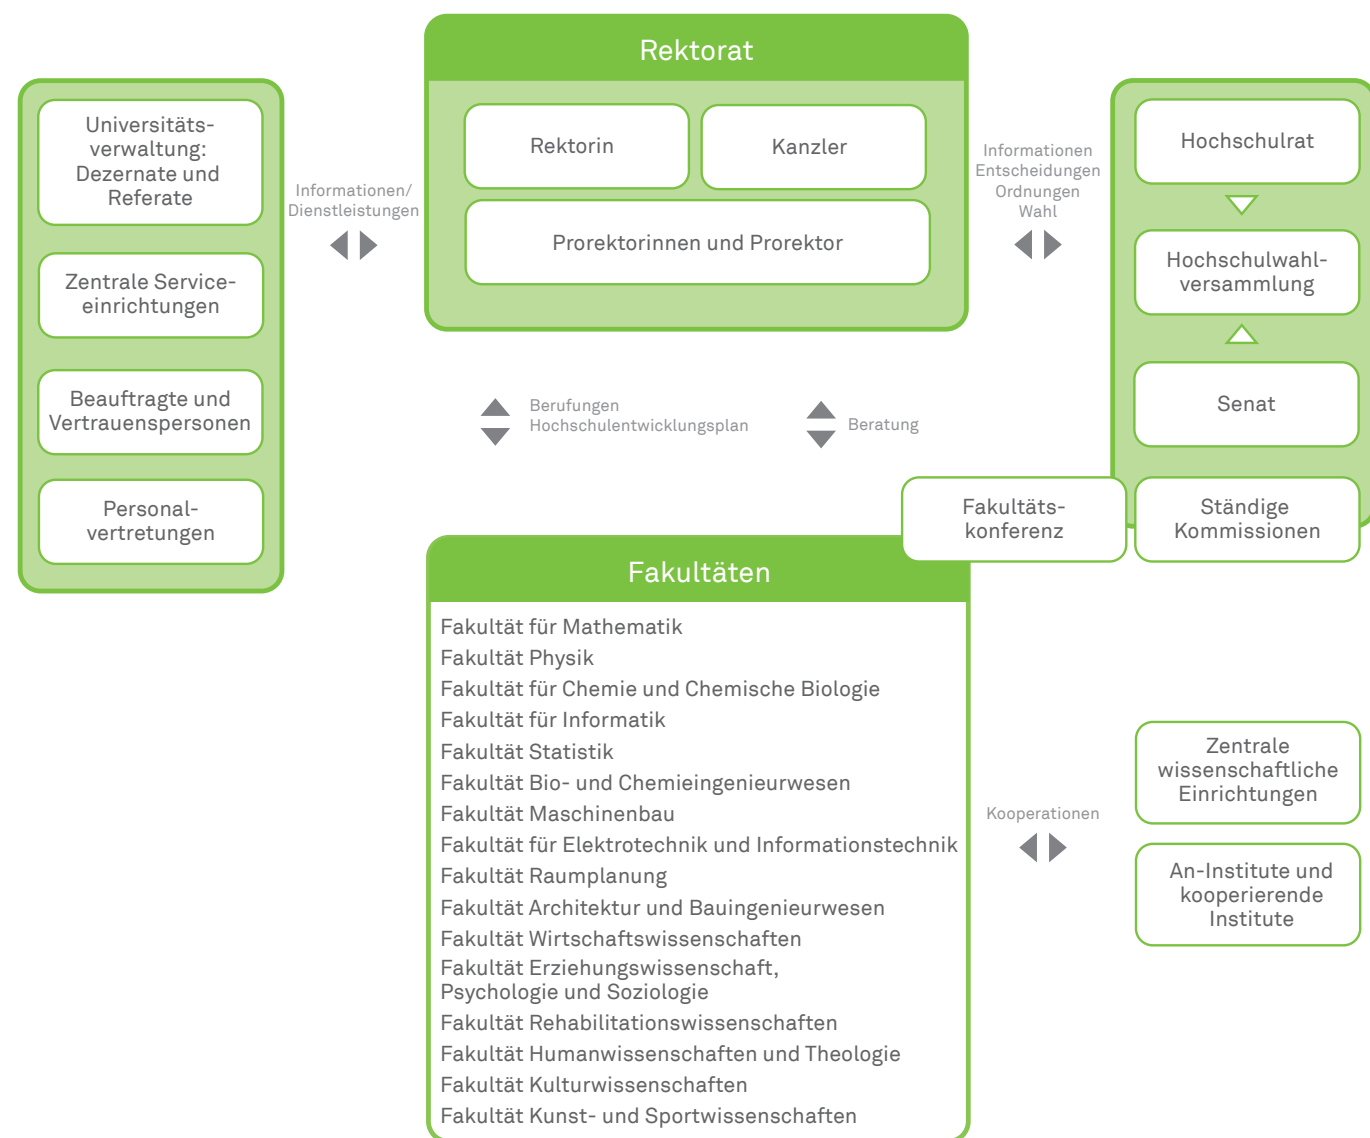 Rektorat
Rektorin
Kanzler
Prorektorinnen und Prorektor
Universitäts-
verwaltung:
Dezernate und
Referate
Zentrale Service-
einrichtungen
Beauftragte und
Vertrauenspersonen
Personal-
vertretungen
Informationen/
Dienstleistungen
Informationen
Entscheidungen
Ordnungen
Wahl
Hochschulrat
Hochschulwahl-
versammlung
Senat
Ständige
Kommissionen
Fakultäts-
konferenz
Berufungen
Hochschulentwicklungsplan
Beratung
Fakultäten
Fakultät für Mathematik
Fakultät Physik
Fakultät für Chemie und Chemische Biologie
Fakultät für Informatik
Fakultät Statistik
Fakultät Bio- und Chemieingenieurwesen
Fakultät Maschinenbau
Fakultät für Elektrotechnik und Informationstechnik
Fakultät Raumplanung
Fakultät Architektur und Bauingenieurwesen
Fakultät Wirtschaftswissenschaften
Fakultät Erziehungswissenschaft,
Psychologie und Soziologie
Fakultät Rehabilitationswissenschaften
Fakultät Humanwissenschaften und Theologie
Fakultät Kulturwissenschaften
Fakultät Kunst- und Sportwissenschaften
Kooperationen
Zentrale
wissenschaftliche
Einrichtungen
An-Institute und
kooperierende
Institute